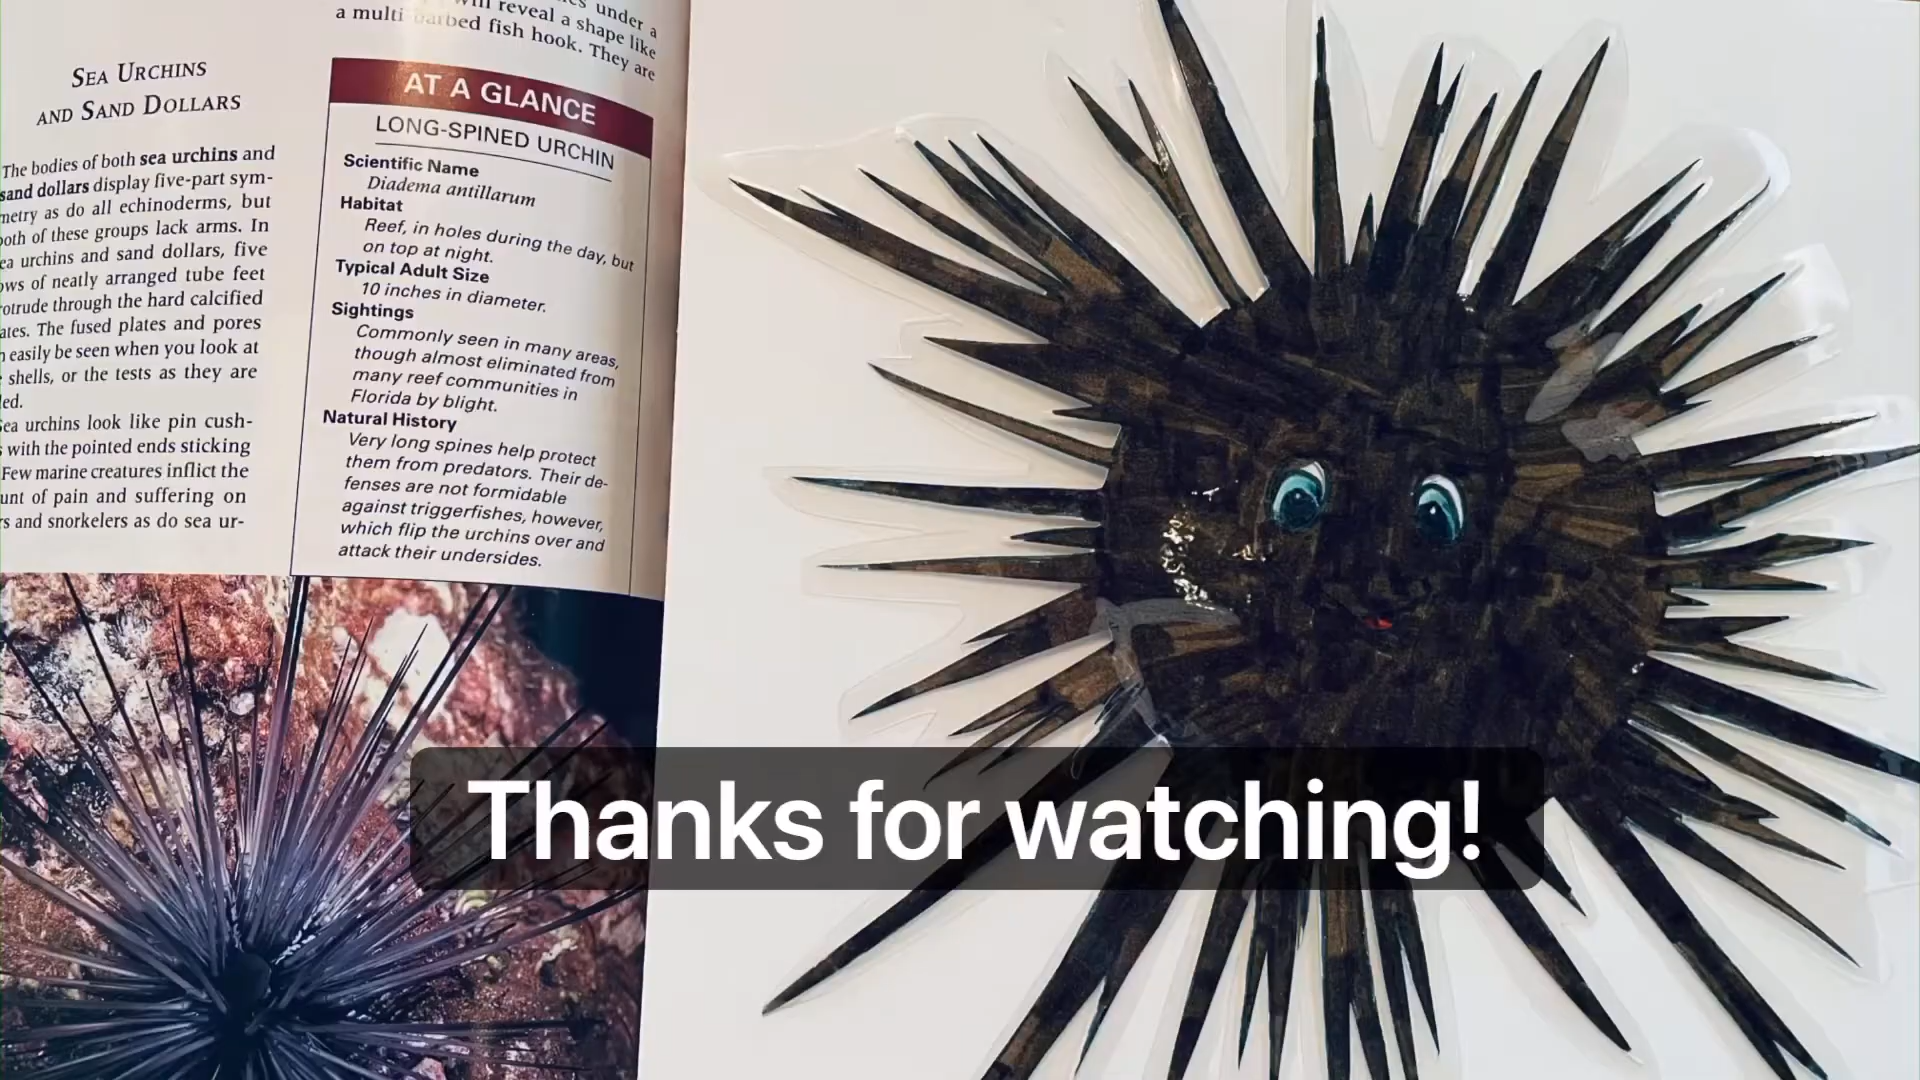 SEA URCHINS
AND SAND DOLLARS
The bodies of both sea urchins and
sand dollars display five-part sym-
metry as do all echinoderms, but
both of these groups lack arms. In
sea urchins and sand dollars, five
rows of neatly arranged tube feet
protrude through the hard calcified
plates. The fused plates and pores
easily be seen when you look at
shells, or the tests as they are
Sea urchins look like pin cush-
with the pointed ends sticking
Few marine creatures inflict the
of pain and suffering on
and snorkelers as do sea ur-
under a
will reveal a shape like
a multi barbed fish hook. They are
AT A GLANCE
LONG-SPINED URCHIN
Scientific Name
Diadema antillarum
Habitat
Reef, in holes during the day, but
on top at night.
Typical Adult Size
10 inches in diameter.
Sightings
Commonly seen in many areas,
though almost eliminated from
many reef communities in
Florida by blight.
Natural History
Very long spines help protect
them from predators. Their de-
fenses are not formidable
against triggerfishes, however,
which flip the urchins over and
attack their undersides.
Thanks for watching!